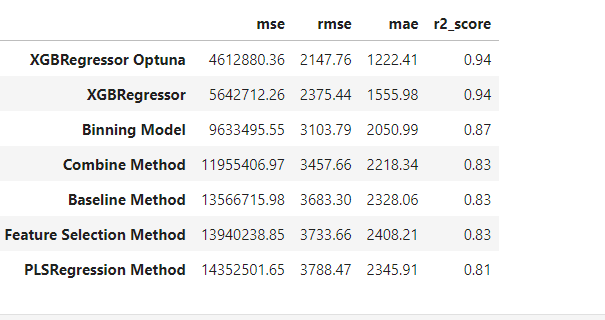 mse rmse mae r2_score
XGBRegressor Optuna 4612880.36 2147.76 1222.41 0.94
XGBRegressor 5642712.26 2375.44 1555.98 0.94
Binning Model 9633495.55 3103.79 2050.99 0.87
Combine Method 11955406.97 3457.66 2218.34 0.83
Baseline Method 13566715.98 3683.30 2328.06 0.83
Feature Selection Method 13940238.85 3733.66 2408.21 0.83
PLSRegression Method 14352501.65 3788.47 2345.91 0.81